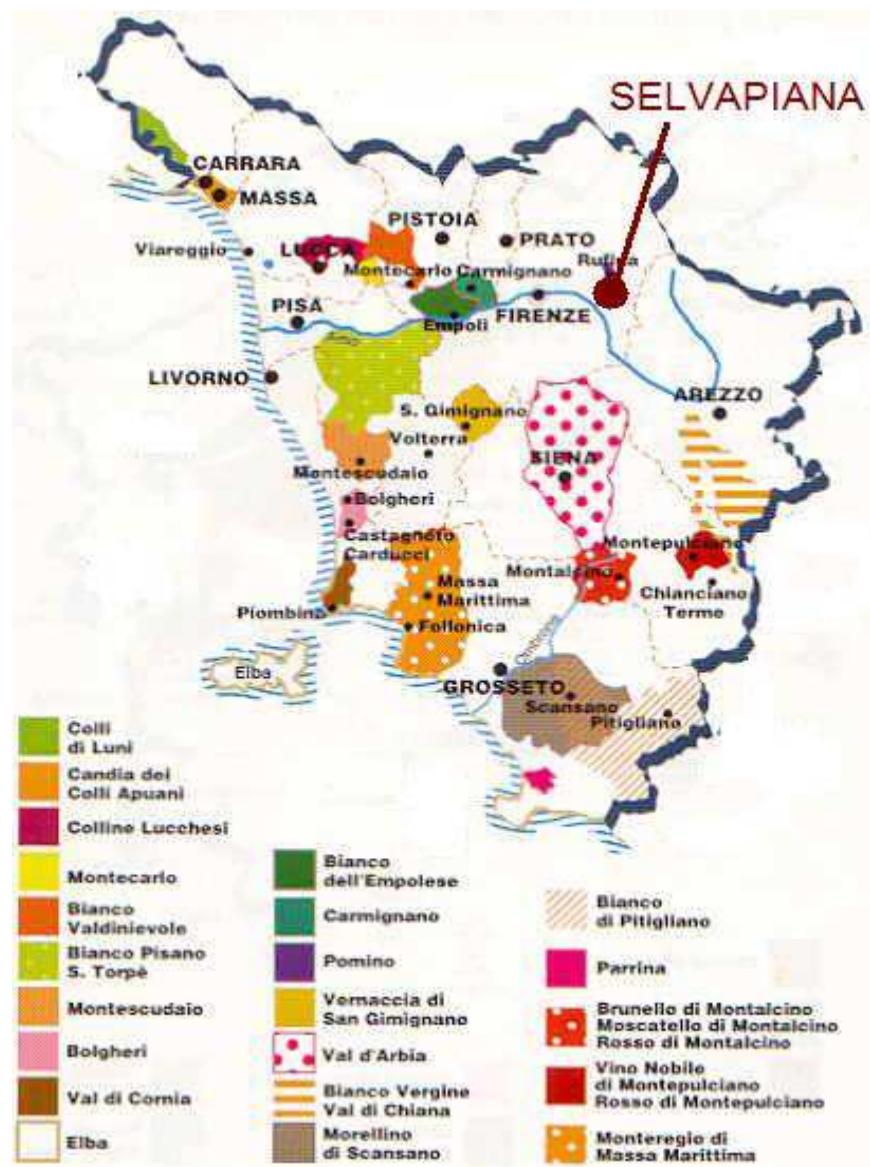 SELVAPIANA
CARRARA
MASSA
PISTOIA
Viareggio
LUCCA
PRATO
Rufina
Montecarlo
Carmignano
PISA
Empoli
FIRENZE
LIVORNO
AREZZO
S. Gimignano
Volterra
SIENA
Montescudaio
Bolgheri
Castagneto
Carducci
Montepulciano
Montalcino
Massa
Marittima
Chianciano
Terme
Piombino
Follonica
Ombrone
Elba
GROSSETO
Scansano
Pitigliano
Colli
di Luni
Candia dei
Colli Apuani
Colline Lucchesi
Montecarlo
Bianco
Valdinievole
Bianco Pisano
S. Torpè
Montescudaio
Bolgheri
Val di Cornia
Elba
Bianco
dell'Empolese
Carmignano
Pomino
Vernaccia di
San Gimignano
Val d'Arbia
Bianco Vergine
Val di Chiana
Morellino
di Scansano
Bianco
di Pitigliano
Parrina
Brunello di Montalcino
Moscatello di Montalcino
Rosso di Montalcino
Vino Nobile
di Montepulciano
Rosso di Montepulciano
Monteregio di
Massa Marittima